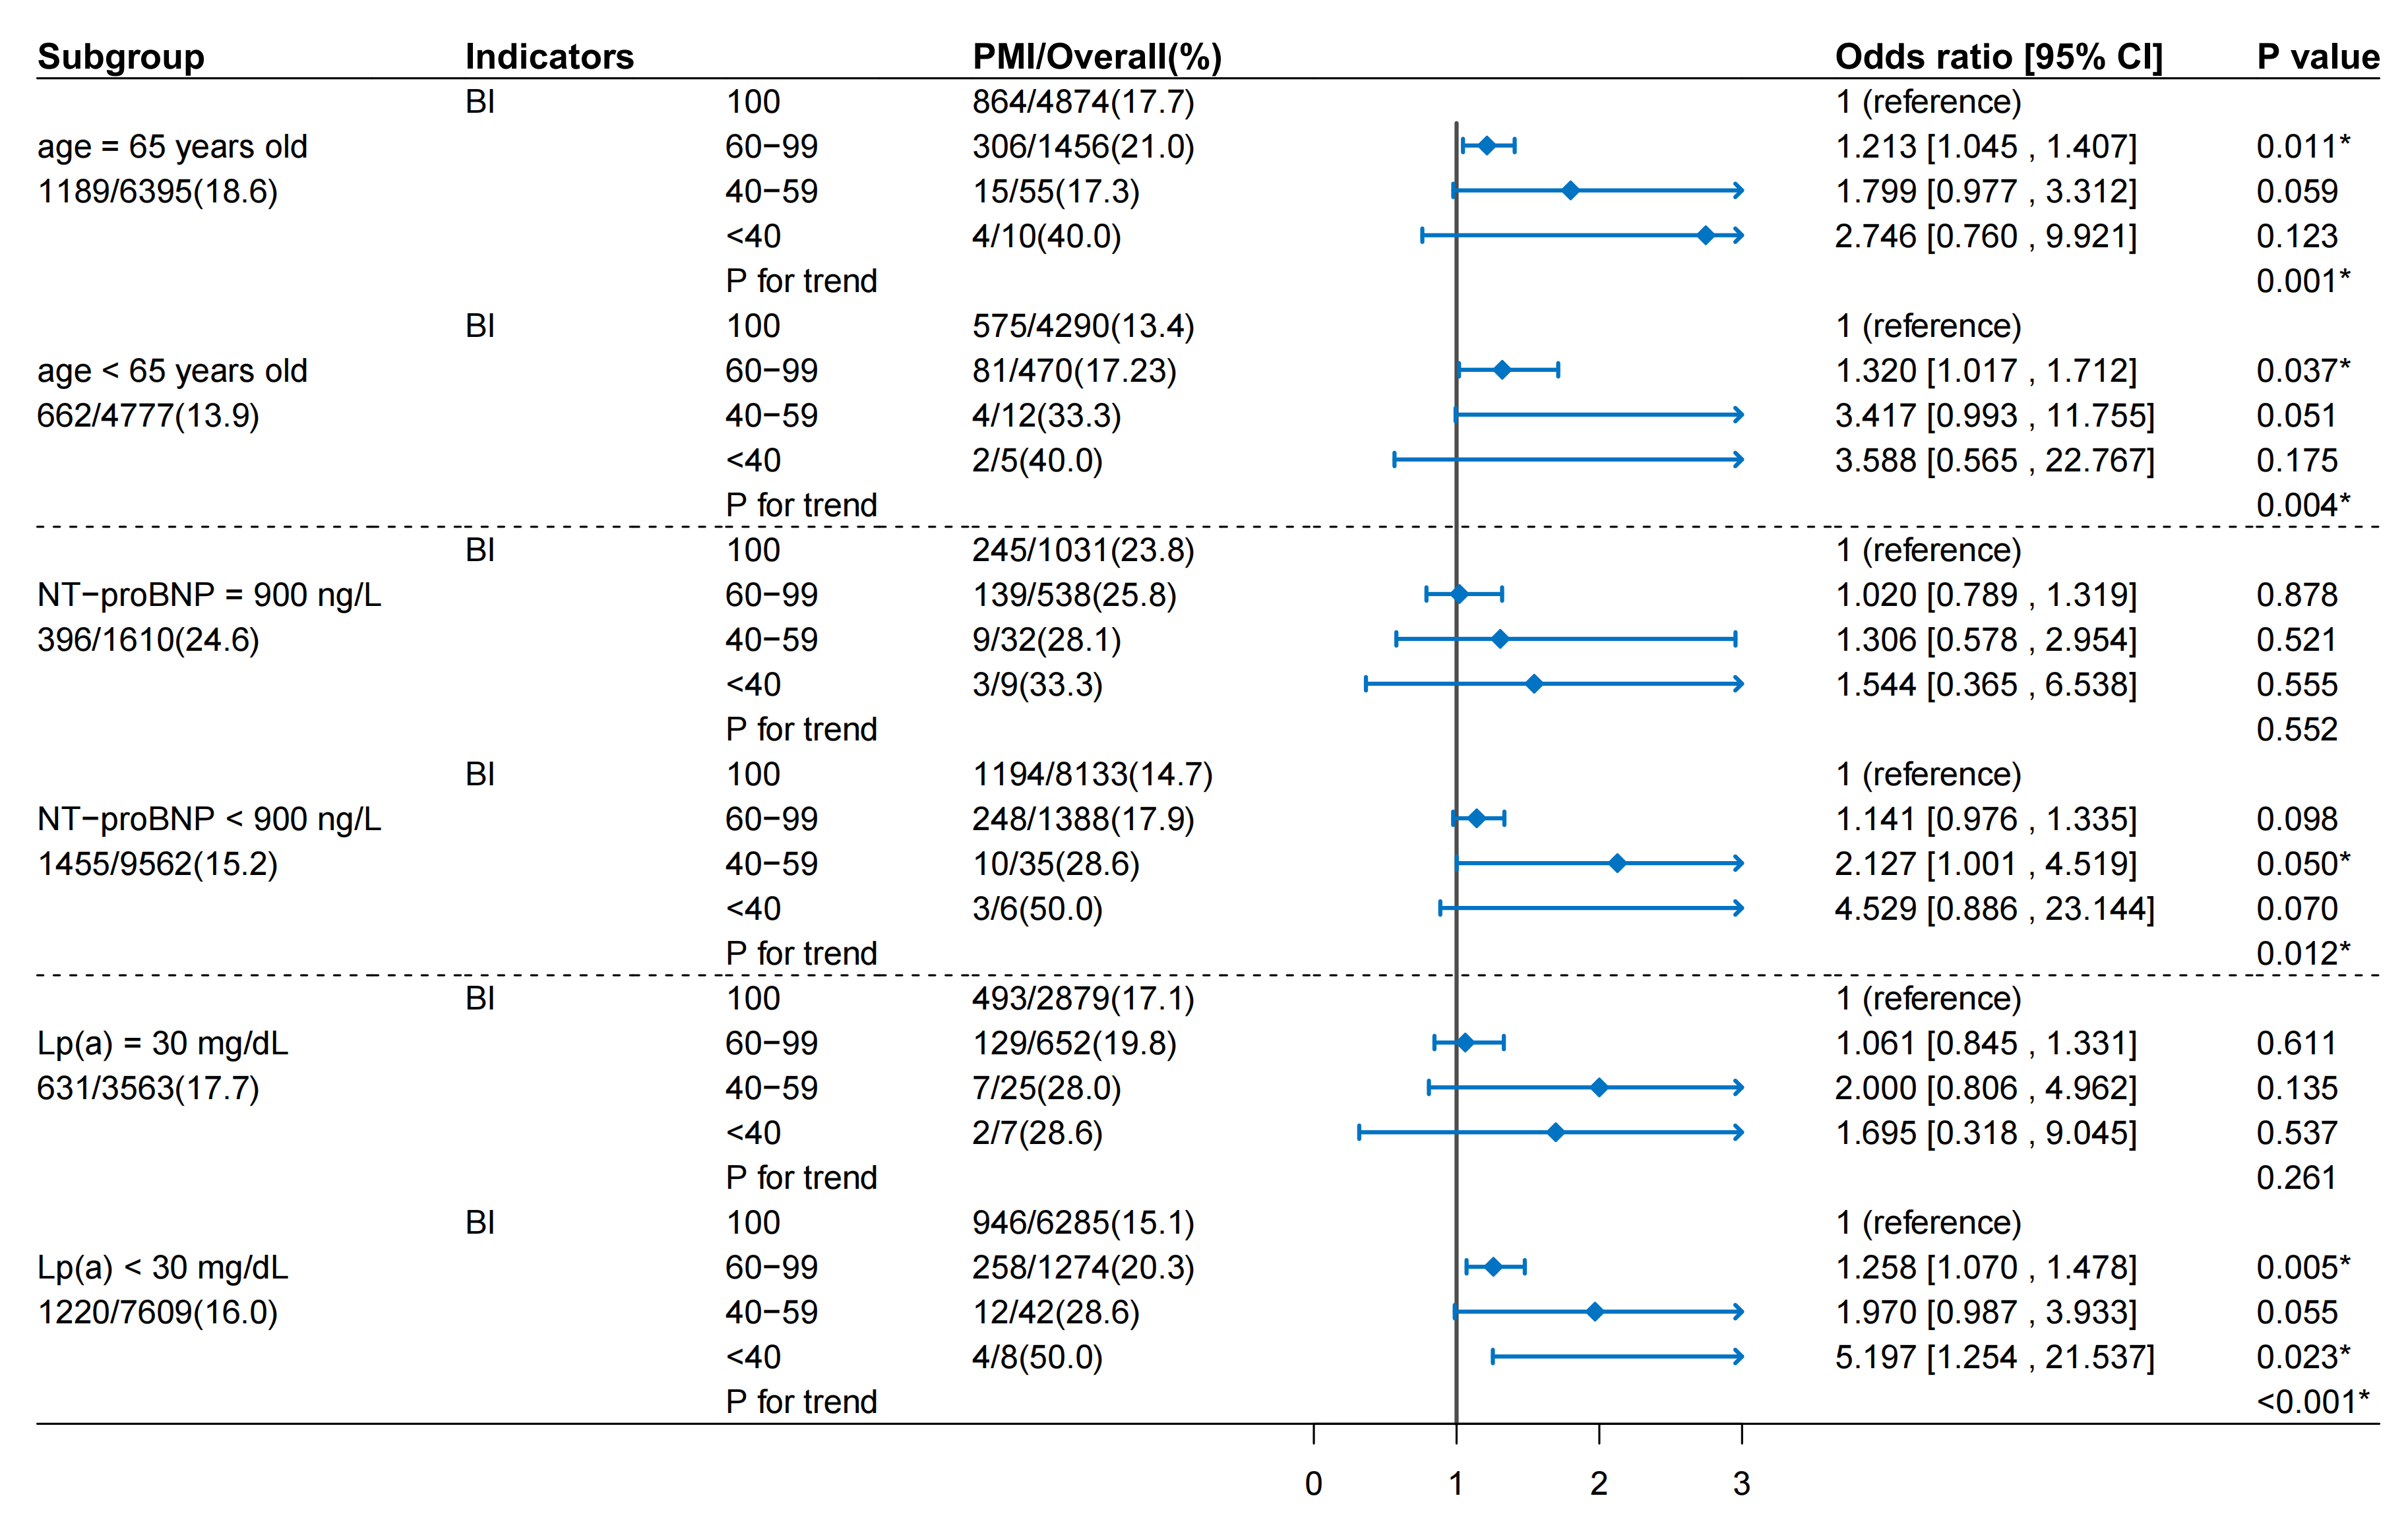 Subgroup Indicators PMI/Overall(%) Odds ratio [95% CI] P value
BI 100 864/4874(17.7) 1 (reference)
age = 65 years old 60−99 306/1456(21.0) 1.213 [1.045 , 1.407] 0.011*
1189/6395(18.6) 40−59 15/55(17.3) 1.799 [0.977 , 3.312] 0.059
<40 4/10(40.0) 2.746 [0.760 , 9.921] 0.123
P for trend 0.001*
BI 100 575/4290(13.4) 1 (reference)
age < 65 years old 60−99 81/470(17.23) 1.320 [1.017 , 1.712] 0.037*
662/4777(13.9) 40−59 4/12(33.3) 3.417 [0.993 , 11.755] 0.051
<40 2/5(40.0) 3.588 [0.565 , 22.767] 0.175
P for trend 0.004*
BI 100 245/1031(23.8) 1 (reference)
NT−proBNP = 900 ng/L 60−99 139/538(25.8) 1.020 [0.789 , 1.319] 0.878
396/1610(24.6) 40−59 9/32(28.1) 1.306 [0.578 , 2.954] 0.521
<40 3/9(33.3) 1.544 [0.365 , 6.538] 0.555
P for trend 0.552
BI 100 1194/8133(14.7) 1 (reference)
NT−proBNP < 900 ng/L 60−99 248/1388(17.9) 1.141 [0.976 , 1.335] 0.098
1455/9562(15.2) 40−59 10/35(28.6) 2.127 [1.001 , 4.519] 0.050*
<40 3/6(50.0) 4.529 [0.886 , 23.144] 0.070
P for trend 0.012*
BI 100 493/2879(17.1) 1 (reference)
Lp(a) = 30 mg/dL 60−99 129/652(19.8) 1.061 [0.845 , 1.331] 0.611
631/3563(17.7) 40−59 7/25(28.0) 2.000 [0.806 , 4.962] 0.135
<40 2/7(28.6) 1.695 [0.318 , 9.045] 0.537
P for trend 0.261
BI 100 946/6285(15.1) 1 (reference)
Lp(a) < 30 mg/dL 60−99 258/1274(20.3) 1.258 [1.070 , 1.478] 0.005*
1220/7609(16.0) 40−59 12/42(28.6) 1.970 [0.987 , 3.933] 0.055
<40 4/8(50.0) 5.197 [1.254 , 21.537] 0.023*
P for trend <0.001*
0 1 2 3